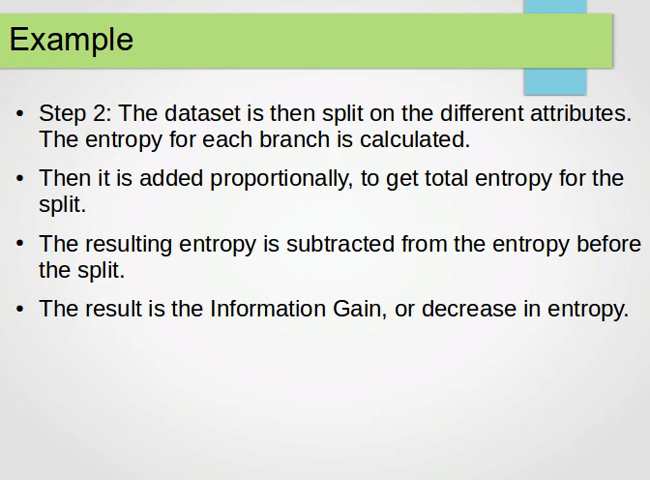 Example
• Step 2: The dataset is then split on the different attributes.
The entropy for each branch is calculated.
• Then it is added proportionally, to get total entropy for the
split.
• The resulting entropy is subtracted from the entropy before
the split.
• The result is the Information Gain, or decrease in entropy.